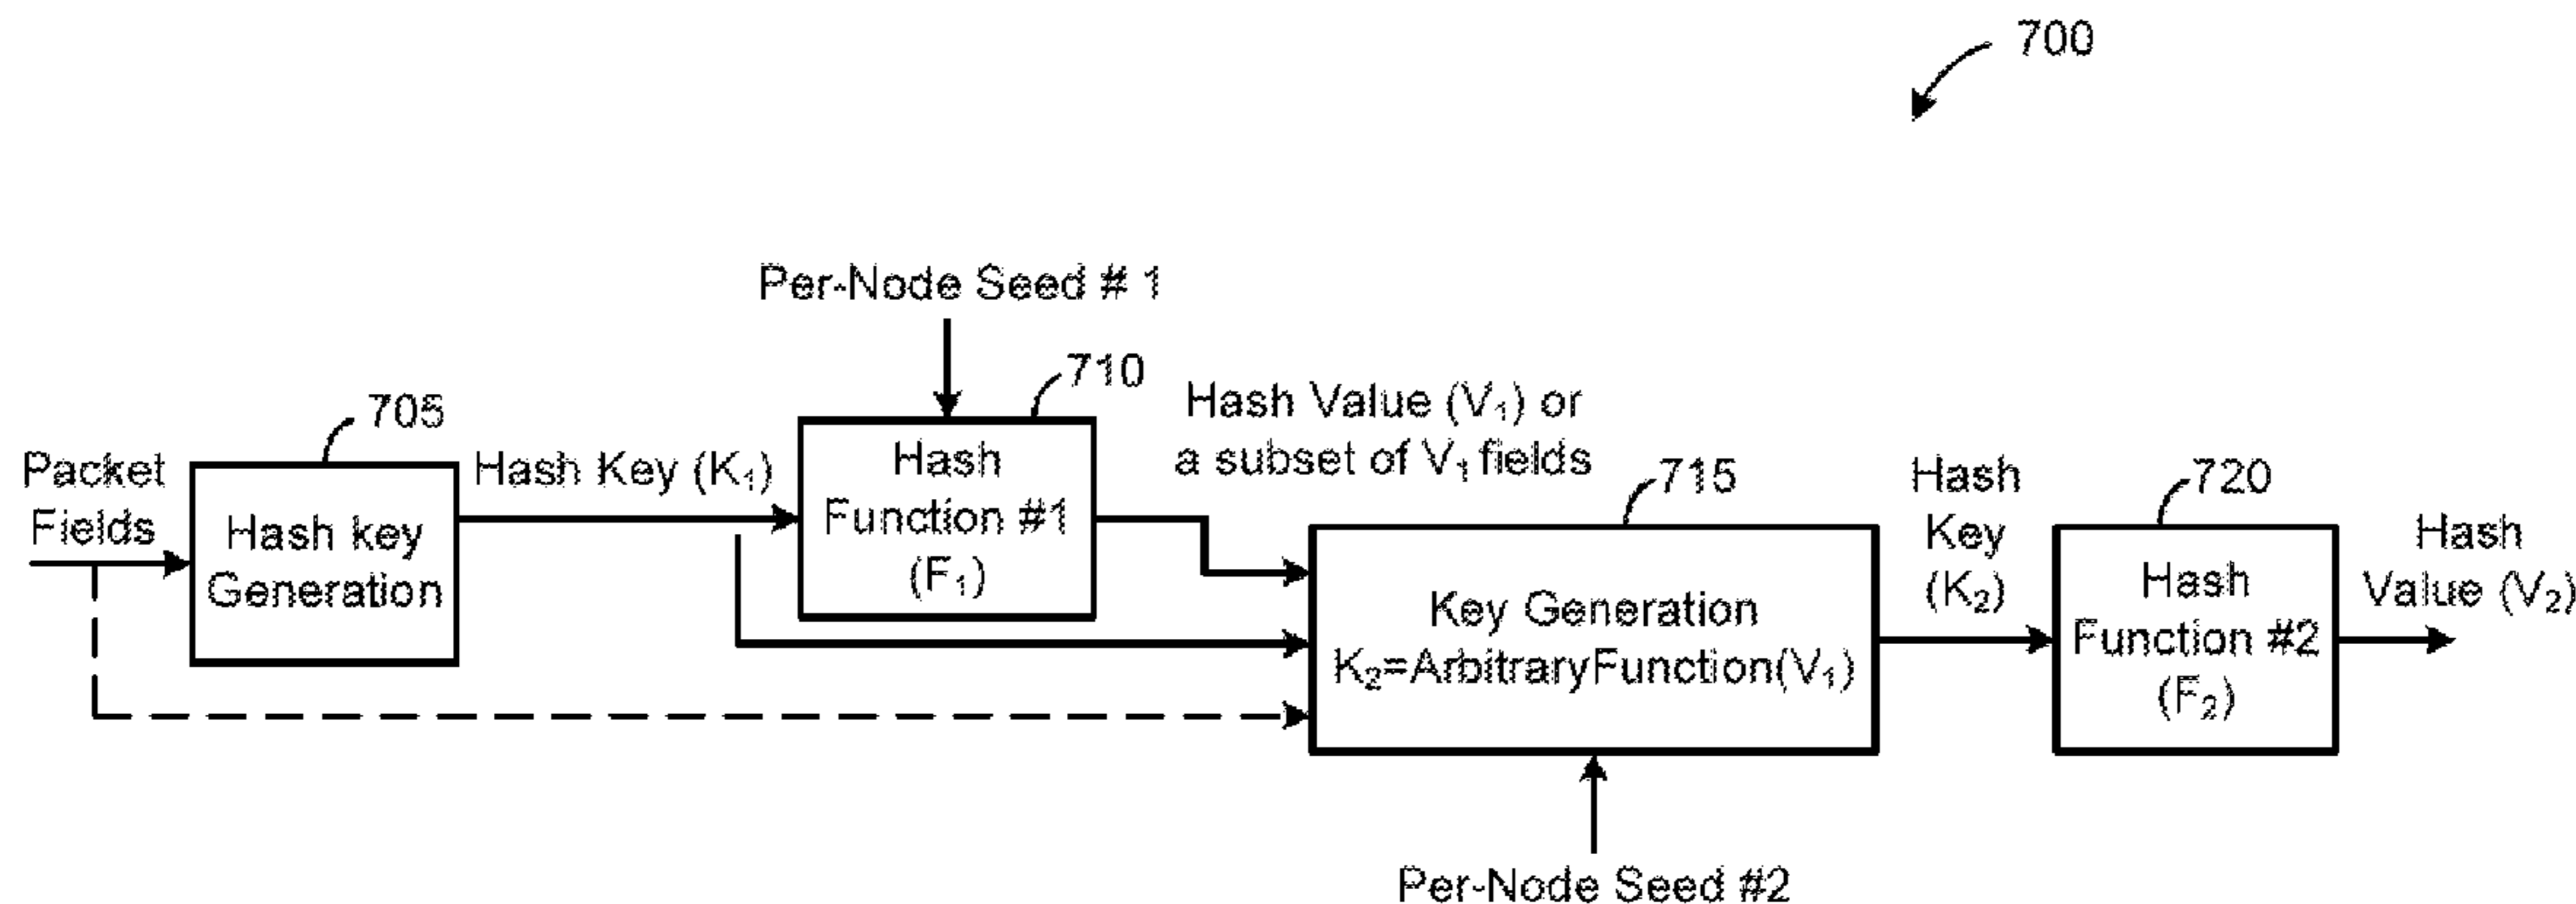 700
Per-Node Seed # 1
710
705
Hash Value (V₁) or
a subset of V₁ fields
Packet
Fields
Hash key
Generation
Hash Key (K₁)
Hash
Function #1
(F₁)
715
Key Generation
K₂=ArbitraryFunction(V₁)
Hash
Key
(K₂)
720
Hash
Function #2
(F₂)
Hash
Value (V₂)
Per-Node Seed #2